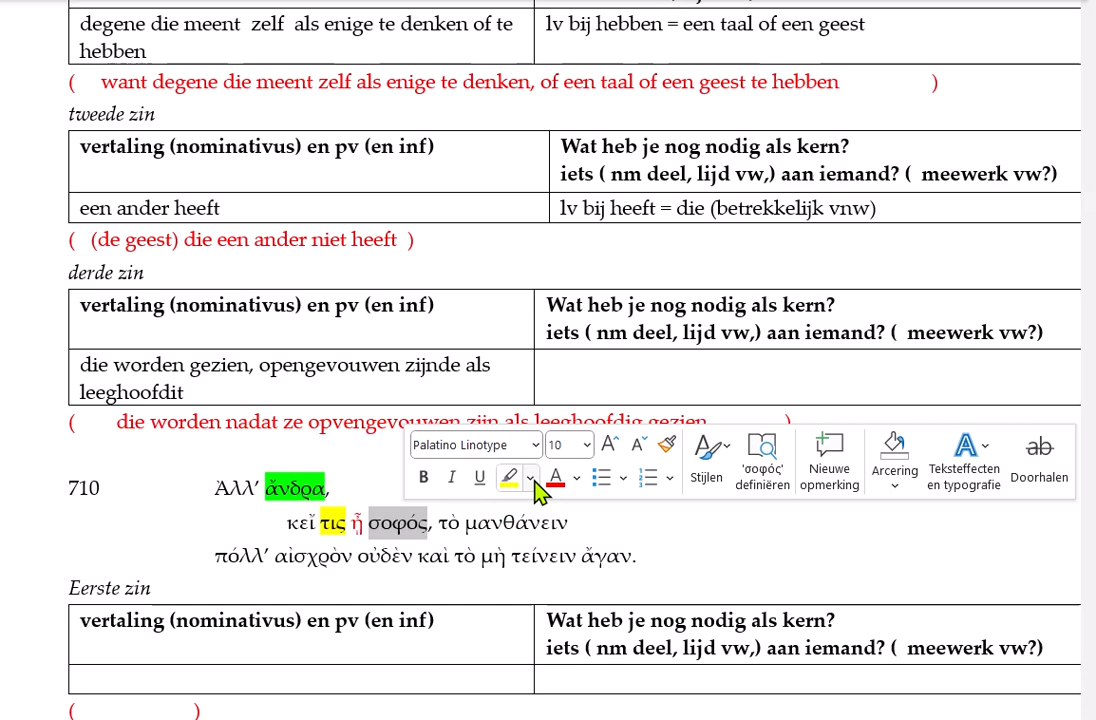 degene die meent zelf als enige te denken of te hebben
lv bij hebben = een taal of een geest
( want degene die meent zelf als enige te denken, of een taal of een geest te hebben )
tweede zin
vertaling (nominativus) en pv (en inf)
Wat heb je nog nodig als kern?
iets ( nm deel, lijd vw,) aan iemand? ( meewerk vw?)
een ander heeft
lv bij heeft = die (betrekkelijk vnw)
( (de geest) die een ander niet heeft )
derde zin
vertaling (nominativus) en pv (en inf)
Wat heb je nog nodig als kern?
iets ( nm deel, lijd vw,) aan iemand? ( meewerk vw?)
die worden gezien, opengevouwen zijnde als
leeghoofdit
( die worden nadat ze opvengevouwen zijn als leeghoofdig gezien )
Palatino Linotype 10
B I U
Stijlen
'σοφός' definiëren
Nieuwe opmerking
Arcering
Teksteffecten en typografie
ab Doorhalen
710 Ἀλλ’ ἄνδρα,
κεἴ τις ᾖ σοφός, τὸ μανθάνειν
πόλλ’ αἰσχρὸν οὐδὲν καὶ τὸ μὴ τείνειν ἄγαν.
Eerste zin
vertaling (nominativus) en pv (en inf)
Wat heb je nog nodig als kern?
iets ( nm deel, lijd vw,) aan iemand? ( meewerk vw?)
( )